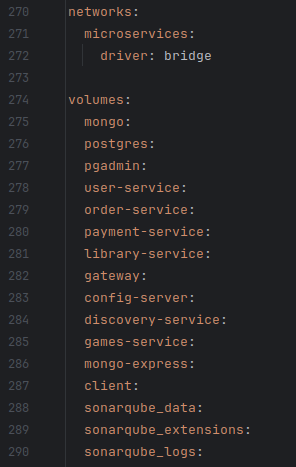 270 networks:
271   microservices:
272     driver: bridge
273
274 volumes:
275   mongo:
276   postgres:
277   pgadmin:
278   user-service:
279   order-service:
280   payment-service:
281   library-service:
282   gateway:
283   config-server:
284   discovery-service:
285   games-service:
286   mongo-express:
287   client:
288   sonarqube_data:
289   sonarqube_extensions:
290   sonarqube_logs: